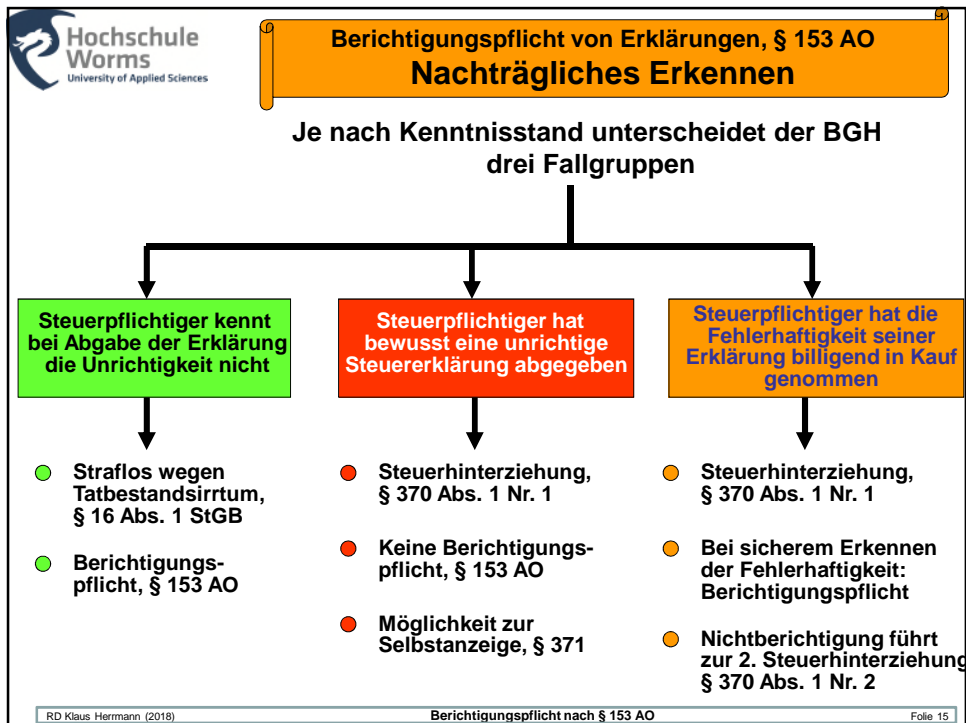 Hochschule
Worms
University of Applied Sciences
Berichtigungspflicht von Erklärungen, § 153 AO
Nachträgliches Erkennen
Je nach Kenntnisstand unterscheidet der BGH
drei Fallgruppen
Steuerpflichtiger kennt
bei Abgabe der Erklärung
die Unrichtigkeit nicht
Straflos wegen
Tatbestandsirrtum,
§ 16 Abs. 1 StGB
Berichtigungs-
pflicht, § 153 AO
Steuerpflichtiger hat
bewusst eine unrichtige
Steuererklärung abgegeben
Steuerhinterziehung,
§ 370 Abs. 1 Nr. 1
Keine Berichtigungs-
pflicht, § 153 AO
Möglichkeit zur
Selbstanzeige, § 371
Steuerpflichtiger hat die
Fehlerhaftigkeit seiner
Erklärung billigend in Kauf
genommen
Steuerhinterziehung,
§ 370 Abs. 1 Nr. 1
Bei sicherem Erkennen
der Fehlerhaftigkeit:
Berichtigungspflicht
Nichtberichtigung führt
zur 2. Steuerhinterziehung
§ 370 Abs. 1 Nr. 2
RD Klaus Herrmann (2018)
Berichtigungspflicht nach § 153 AO
Folie 15